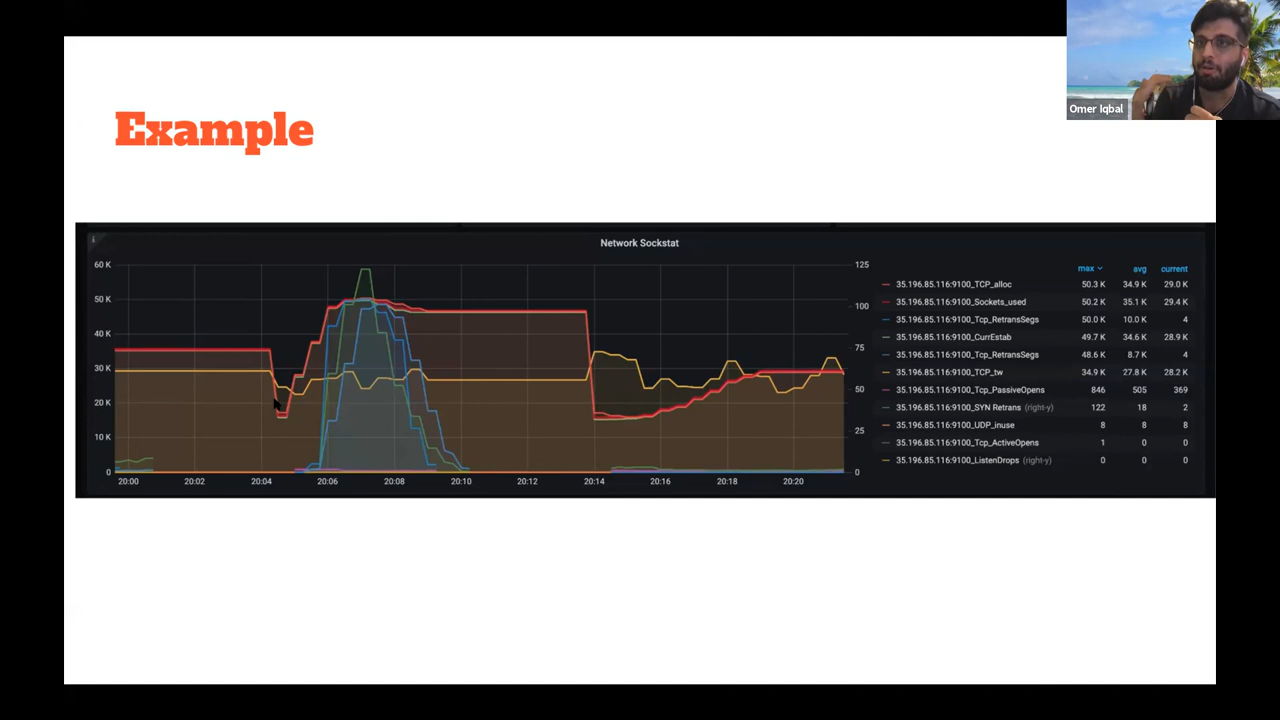 Omer Iqbal
Example
Network Sockstat
60 K
50 K
40 K
30 K
20 K
10 K
0
125
100
75
50
25
0
20:00 20:02 20:04 20:06 20:08 20:10 20:12 20:14 20:16 20:18 20:20
max avg current
35.196.85.116:9100_TCP_alloc 50.3 K 34.9 K 29.0 K
35.196.85.116:9100_Sockets_used 50.2 K 35.1 K 29.4 K
35.196.85.116:9100_Tcp_RetransSegs 50.0 K 10.0 K 4
35.196.85.116:9100_CurrEstab 49.7 K 34.6 K 28.9 K
35.196.85.116:9100_Tcp_RetransSegs 48.6 K 8.7 K 4
35.196.85.116:9100_TCP_tw 34.9 K 27.8 K 28.2 K
35.196.85.116:9100_Tcp_PassiveOpens 846 505 369
35.196.85.116:9100_SYN Retrans (right-y) 122 18 2
35.196.85.116:9100_UDP_inuse 8 8 8
35.196.85.116:9100_Tcp_ActiveOpens 1 0 0
35.196.85.116:9100_ListenDrops (right-y) 0 0 0